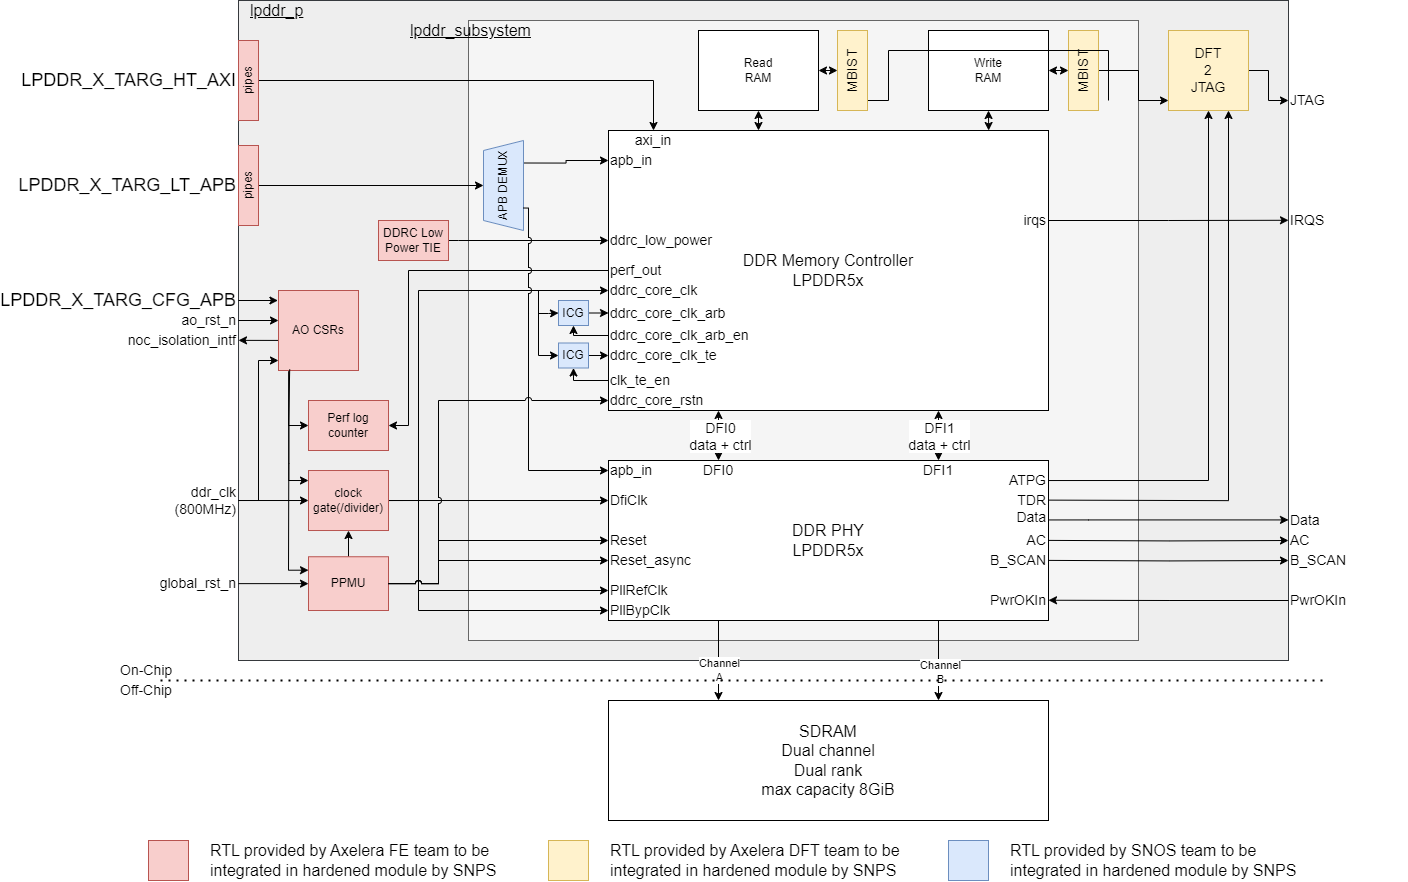 lpddr_p
lpddr_subsystem
LPDDR_X_TARG_HT_AXI
pipes
Read
RAM
MBIST
Write
RAM
MBIST
DFT
2
JTAG
JTAG
axi_in
LPDDR_X_TARG_LT_APB
pipes
APB DEMUX
apb_in
DDRC Low
Power TIE
ddrc_low_power
irqs
IRQS
DDR Memory Controller
LPDDR5x
perf_out
ddrc_core_clk
LPDDR_X_TARG_CFG_APB
ao_rst_n
noc_isolation_intf
AO CSRs
ICG
ddrc_core_clk_arb
ddrc_core_clk_arb_en
ICG
ddrc_core_clk_te
clk_te_en
ddrc_core_rstn
Perf log
counter
DFI0
data + ctrl
DFI1
data + ctrl
apb_in
DFI0
DFI1
ATPG
ddr_clk
(800MHz)
clock
gate(/divider)
DfiClk
TDR
Data
Data
DDR PHY
LPDDR5x
Reset
AC
AC
Reset_async
B_SCAN
B_SCAN
global_rst_n
PPMU
PllRefClk
PllBypClk
PwrOKIn
PwrOKIn
On-Chip
Off-Chip
Channel
A
Channel
B
SDRAM
Dual channel
Dual rank
max capacity 8GiB
RTL provided by Axelera FE team to be
integrated in hardened module by SNPS
RTL provided by Axelera DFT team to be
integrated in hardened module by SNPS
RTL provided by SNOS team to be
integrated in hardened module by SNPS